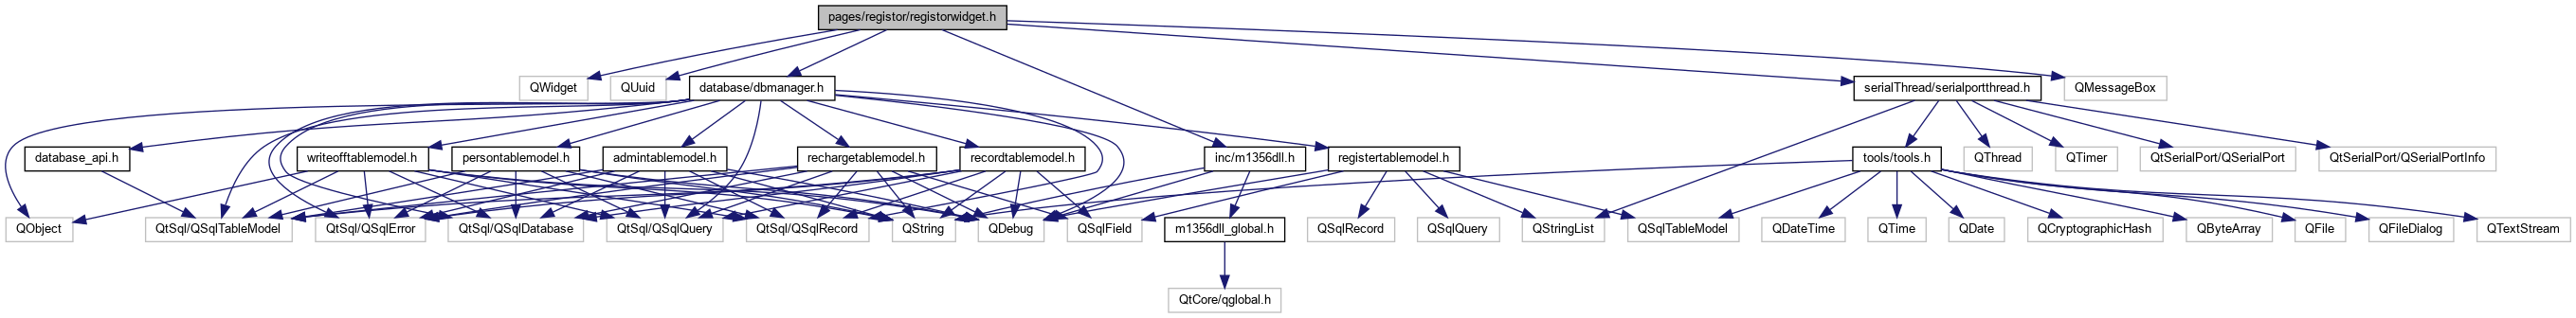 pages/registor/registorwidget.h
QWidget
QUuid
database/dbmanager.h
serialThread/serialportthread.h
QMessageBox
database_api.h
writeofftablemodel.h
persontablemodel.h
admintablemodel.h
rechargetablemodel.h
recordtablemodel.h
inc/m1356dll.h
registertablemodel.h
tools/tools.h
QThread
QTimer
QtSerialPort/QSerialPort
QtSerialPort/QSerialPortInfo
QObject
QtSql/QSqlTableModel
QtSql/QSqlError
QtSql/QSqlDatabase
QtSql/QSqlQuery
QtSql/QSqlRecord
QString
QDebug
QSqlField
m1356dll_global.h
QSqlRecord
QSqlQuery
QStringList
QSqlTableModel
QDateTime
QTime
QDate
QCryptographicHash
QByteArray
QFile
QFileDialog
QTextStream
QtCore/qglobal.h